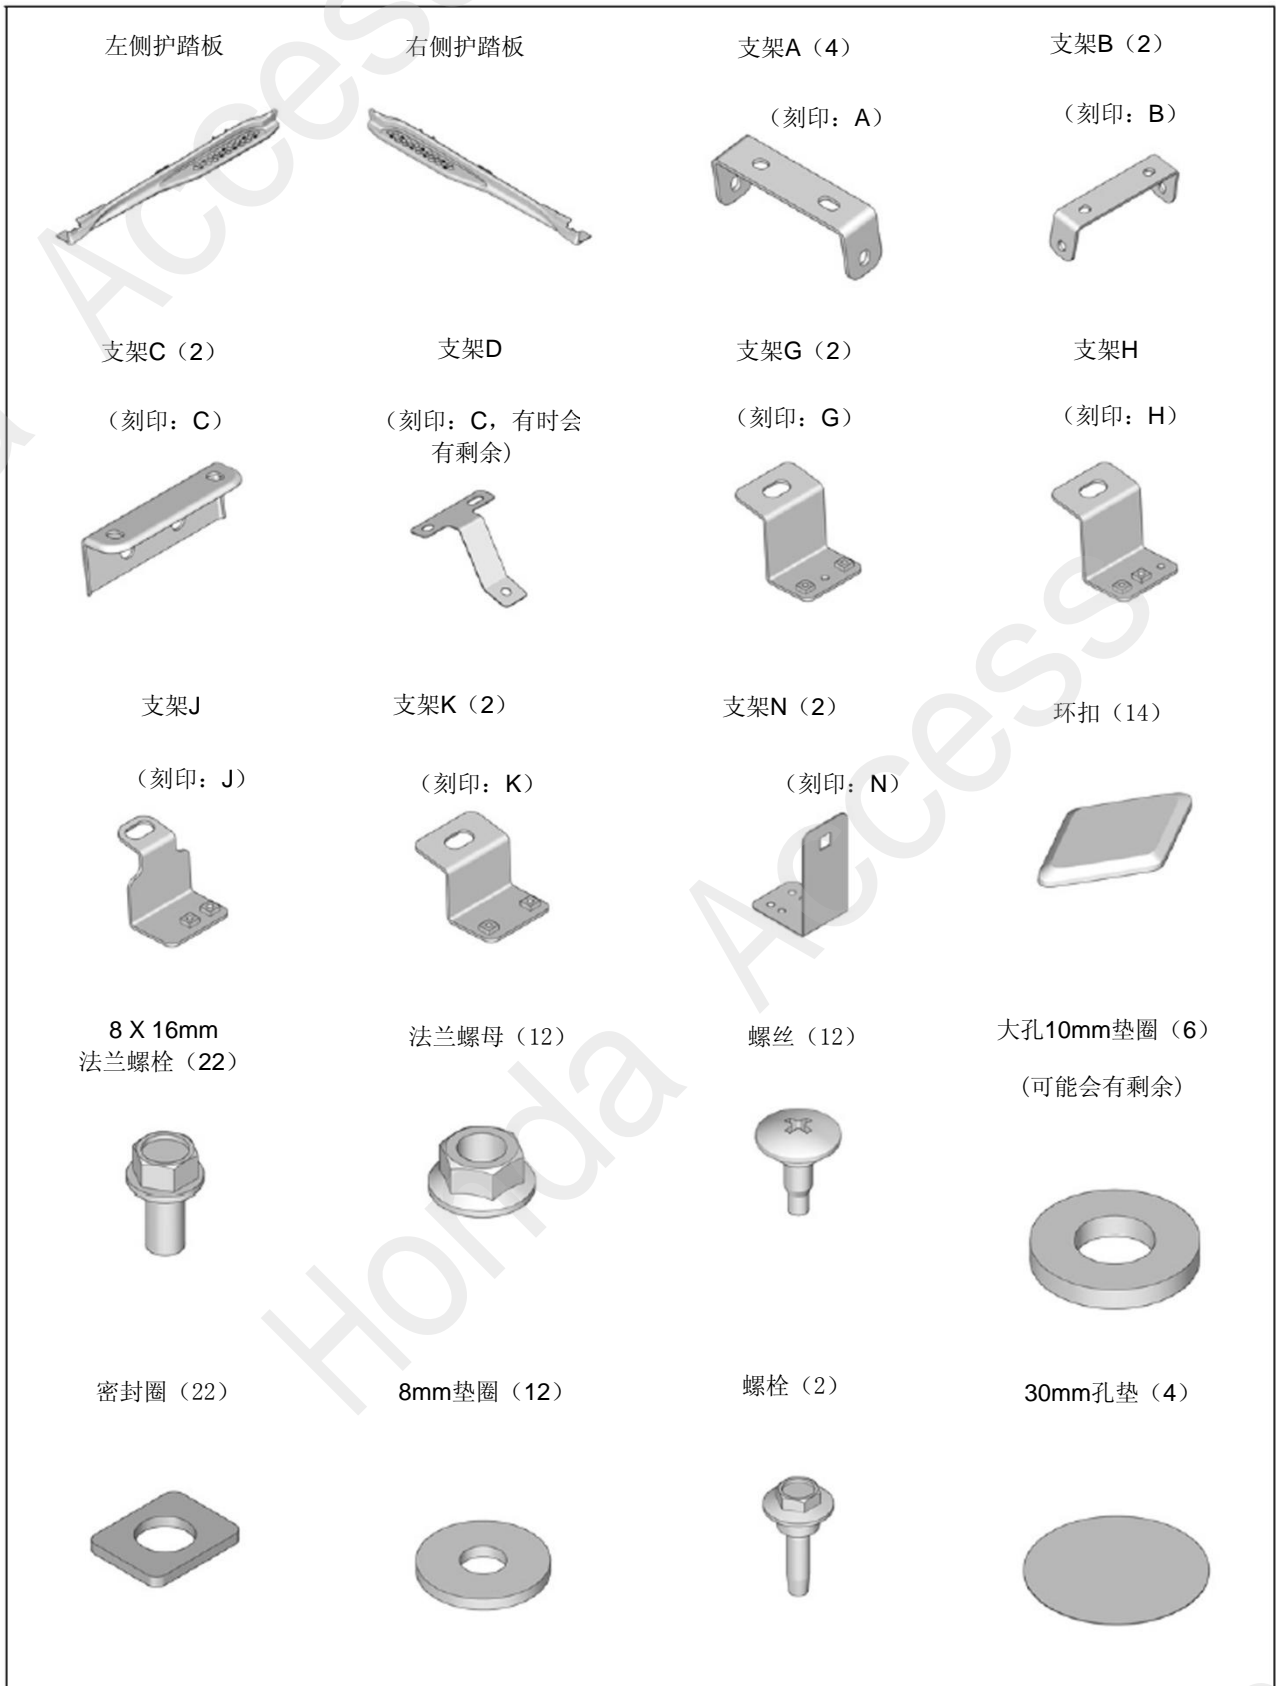 左侧护踏板
右侧护踏板
支架A（4）
支架B（2）
（刻印：A）
（刻印：B）
支架C（2）
支架D
支架G（2）
支架H
（刻印：C）
（刻印：C，有时会
有剩余)
（刻印：G）
（刻印：H）
支架J
支架K（2）
支架N（2）
环扣（14）
（刻印：J）
（刻印：K）
（刻印：N）
8 X 16mm
法兰螺栓（22）
法兰螺母（12）
螺丝（12）
大孔10mm垫圈（6）
(可能会有剩余)
密封圈（22）
8mm垫圈（12）
螺栓（2）
30mm孔垫（4）
Honda Access